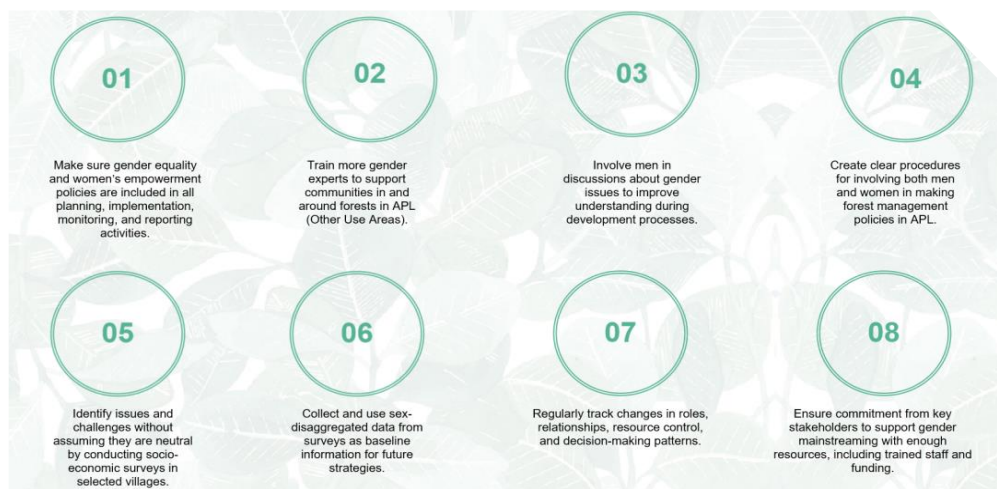 01
Make sure gender equality
and women's empowerment
policies are included in all
planning, implementation,
monitoring, and reporting
activities.
02
Train more gender
experts to support
communities in and
around forests in APL
(Other Use Areas).
03
Involve men in
discussions about gender
issues to improve
understanding during
development processes.
04
Create clear procedures
for involving both men
and women in making
forest management
policies in APL.
05
Identify issues and
challenges without
assuming they are neutral
by conducting socio-
economic surveys in
selected villages.
06
Collect and use sex-
disaggregated data from
surveys as baseline
information for future
strategies.
07
Regularly track changes in roles,
relationships, resource control,
and decision-making patterns.
08
Ensure commitment from key
stakeholders to support gender
mainstreaming with enough
resources, including trained staff and
funding.